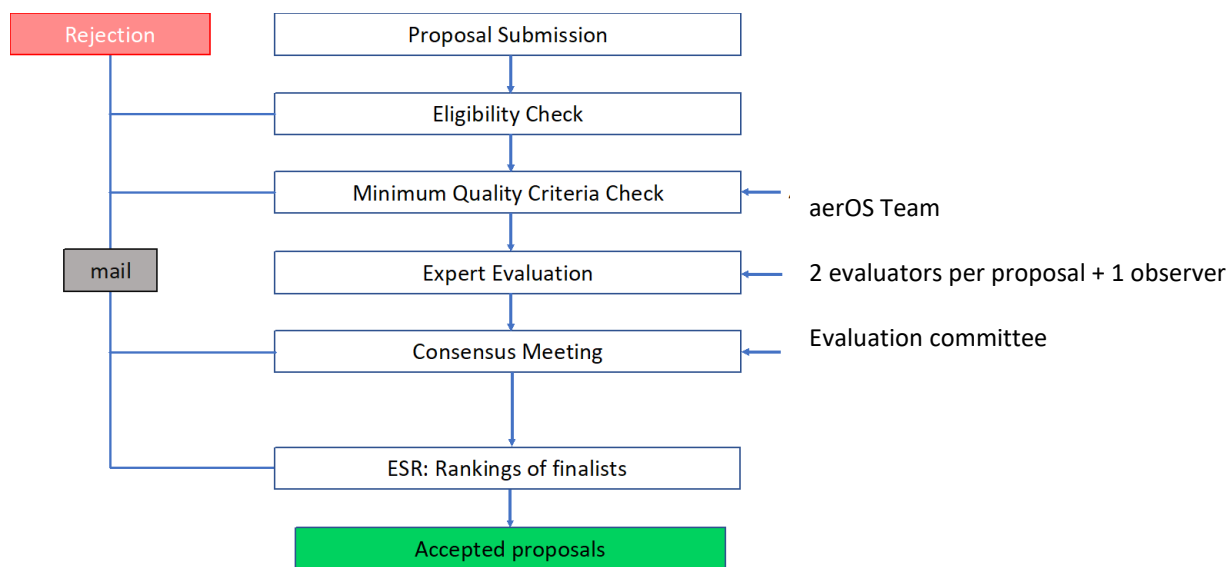 Rejection
Proposal Submission
Eligibility Check
Minimum Quality Criteria Check
aerOS Team
mail
Expert Evaluation
2 evaluators per proposal + 1 observer
Consensus Meeting
Evaluation committee
ESR: Rankings of finalists
Accepted proposals